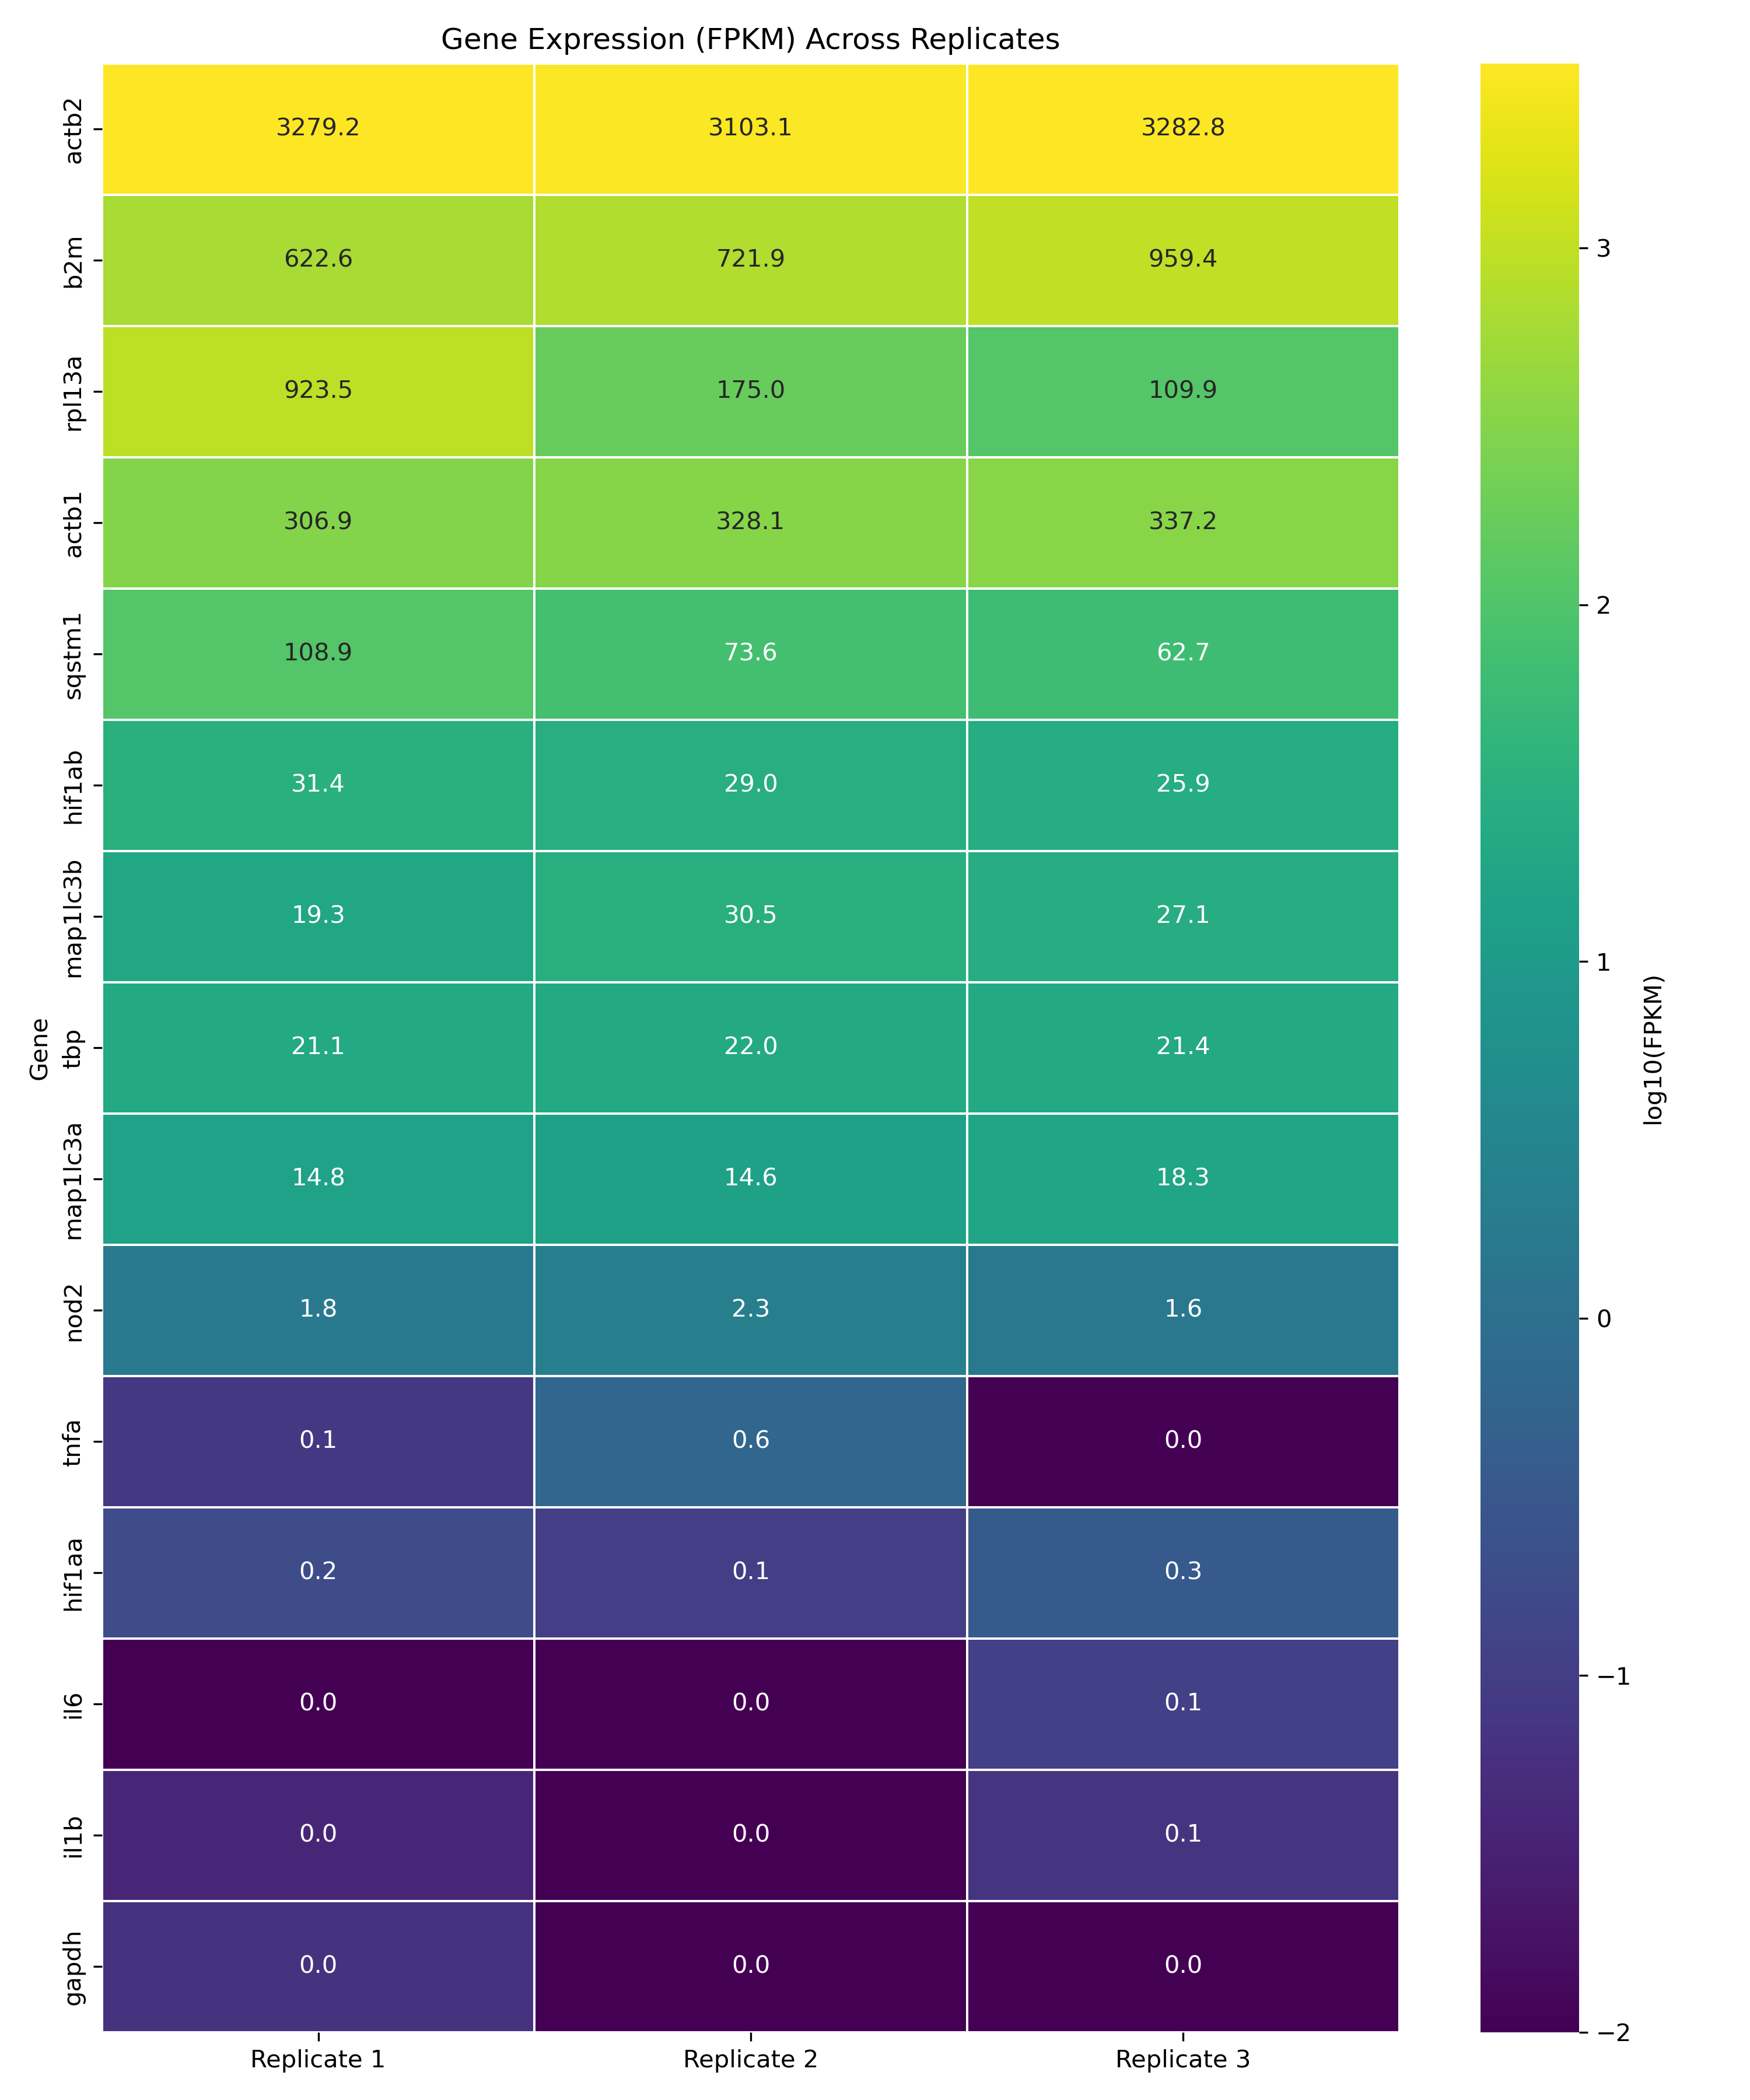 Gene Expression (FPKM) Across Replicates
actb2 3279.2 3103.1 3282.8
b2m 622.6 721.9 959.4
rpl13a 923.5 175.0 109.9
actb1 306.9 328.1 337.2
sqstm1 108.9 73.6 62.7
hif1ab 31.4 29.0 25.9
map1lc3b 19.3 30.5 27.1
tbp 21.1 22.0 21.4
map1lc3a 14.8 14.6 18.3
nod2 1.8 2.3 1.6
tnfa 0.1 0.6 0.0
hif1aa 0.2 0.1 0.3
il6 0.0 0.0 0.1
il1b 0.0 0.0 0.1
gapdh 0.0 0.0 0.0
Replicate 1 Replicate 2 Replicate 3
Gene
3
2
1
0
−1
−2
log10(FPKM)